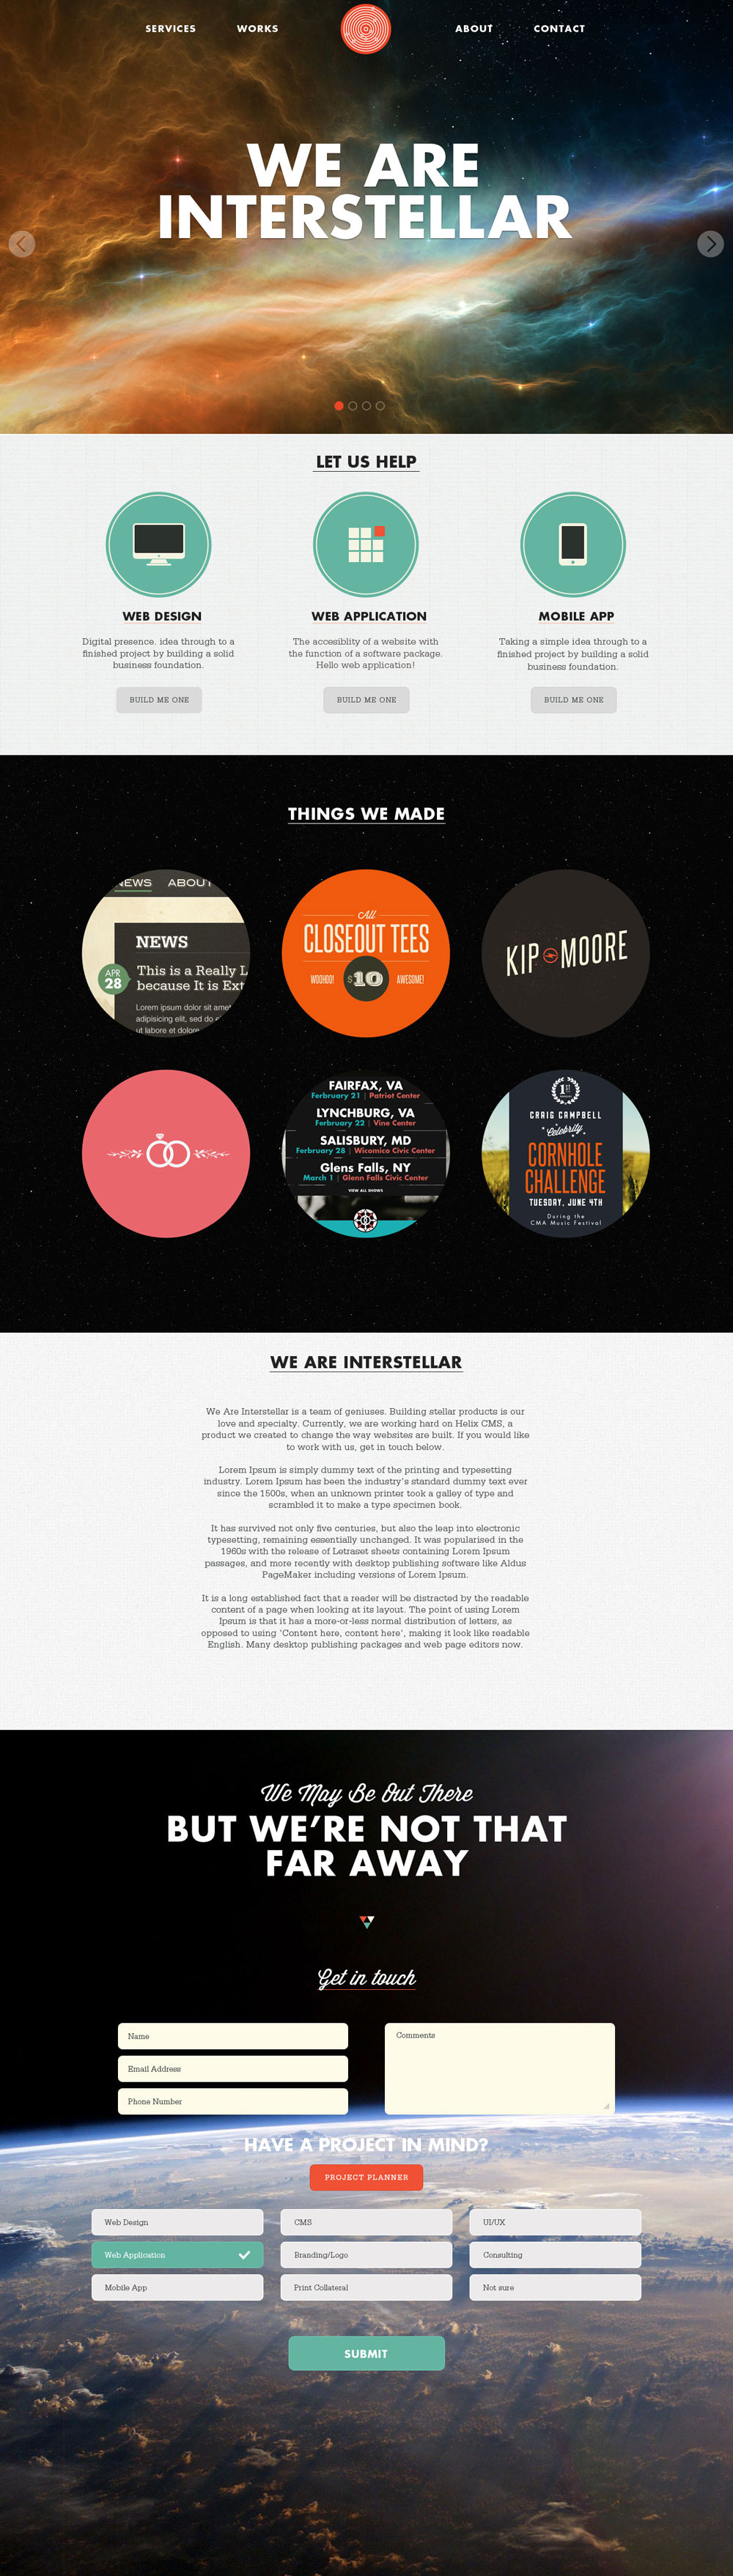 SERVICES
WORKS
ABOUT
CONTACT
WE ARE
INTERSTELLAR
LET US HELP
WEB DESIGN
Digital presence. idea through to a
finished project by building a solid
business foundation.
BUILD ME ONE
WEB APPLICATION
The accesiblity of a website with
the function of a software package.
Hello web application!
BUILD ME ONE
MOBILE APP
Taking a simple idea through to a
finished project by building a solid
business foundation.
BUILD ME ONE
THINGS WE MADE
NEWS ABOUT
NEWS
APR
28
This is a Really L
because It is Ext
Lorem ipsum dolor sit amet
adipisicing elit, sed do
ut labore et dolore
All
CLOSEOUT TEES
WOOHOO!
$10
AWESOME!
KIP MOORE
FAIRFAX, VA
Ferbruary 21 | Patriot Center
LYNCHBURG, VA
Ferbruary 22 | Vine Center
SALISBURY, MD
Ferbruary 28 | Wicomico Civic Center
Glens Falls, NY
March 1 | Glenn Falls Civic Center
VIEW ALL SHOWS
1ST
CRAIG CAMPBELL
Celebrity
CORNHOLE
CHALLENGE
TUESDAY, JUNE 4TH
During the
CMA Music Festival
WE ARE INTERSTELLAR
We Are Interstellar is a team of geniuses. Building stellar products is our
love and specialty. Currently, we are working hard on Helix CMS, a
product we created to change the way websites are built. If you would like
to work with us, get in touch below.
Lorem Ipsum is simply dummy text of the printing and typesetting
industry. Lorem Ipsum has been the industry's standard dummy text ever
since the 1500s, when an unknown printer took a galley of type and
scrambled it to make a type specimen book.
It has survived not only five centuries, but also the leap into electronic
typesetting, remaining essentially unchanged. It was popularised in the
1960s with the release of Letraset sheets containing Lorem Ipsum
passages, and more recently with desktop publishing software like Aldus
PageMaker including versions of Lorem Ipsum.
It is a long established fact that a reader will be distracted by the readable
content of a page when looking at its layout. The point of using Lorem
Ipsum is that it has a more-or-less normal distribution of letters, as
opposed to using 'Content here, content here', making it look like readable
English. Many desktop publishing packages and web page editors now.
We May Be Out There
BUT WE'RE NOT THAT
FAR AWAY
Get in touch
Name
Email Address
Phone Number
Comments
HAVE A PROJECT IN MIND?
PROJECT PLANNER
Web Design
CMS
UI/UX
Web Application
Branding/Logo
Consulting
Mobile App
Print Collateral
Not sure
SUBMIT